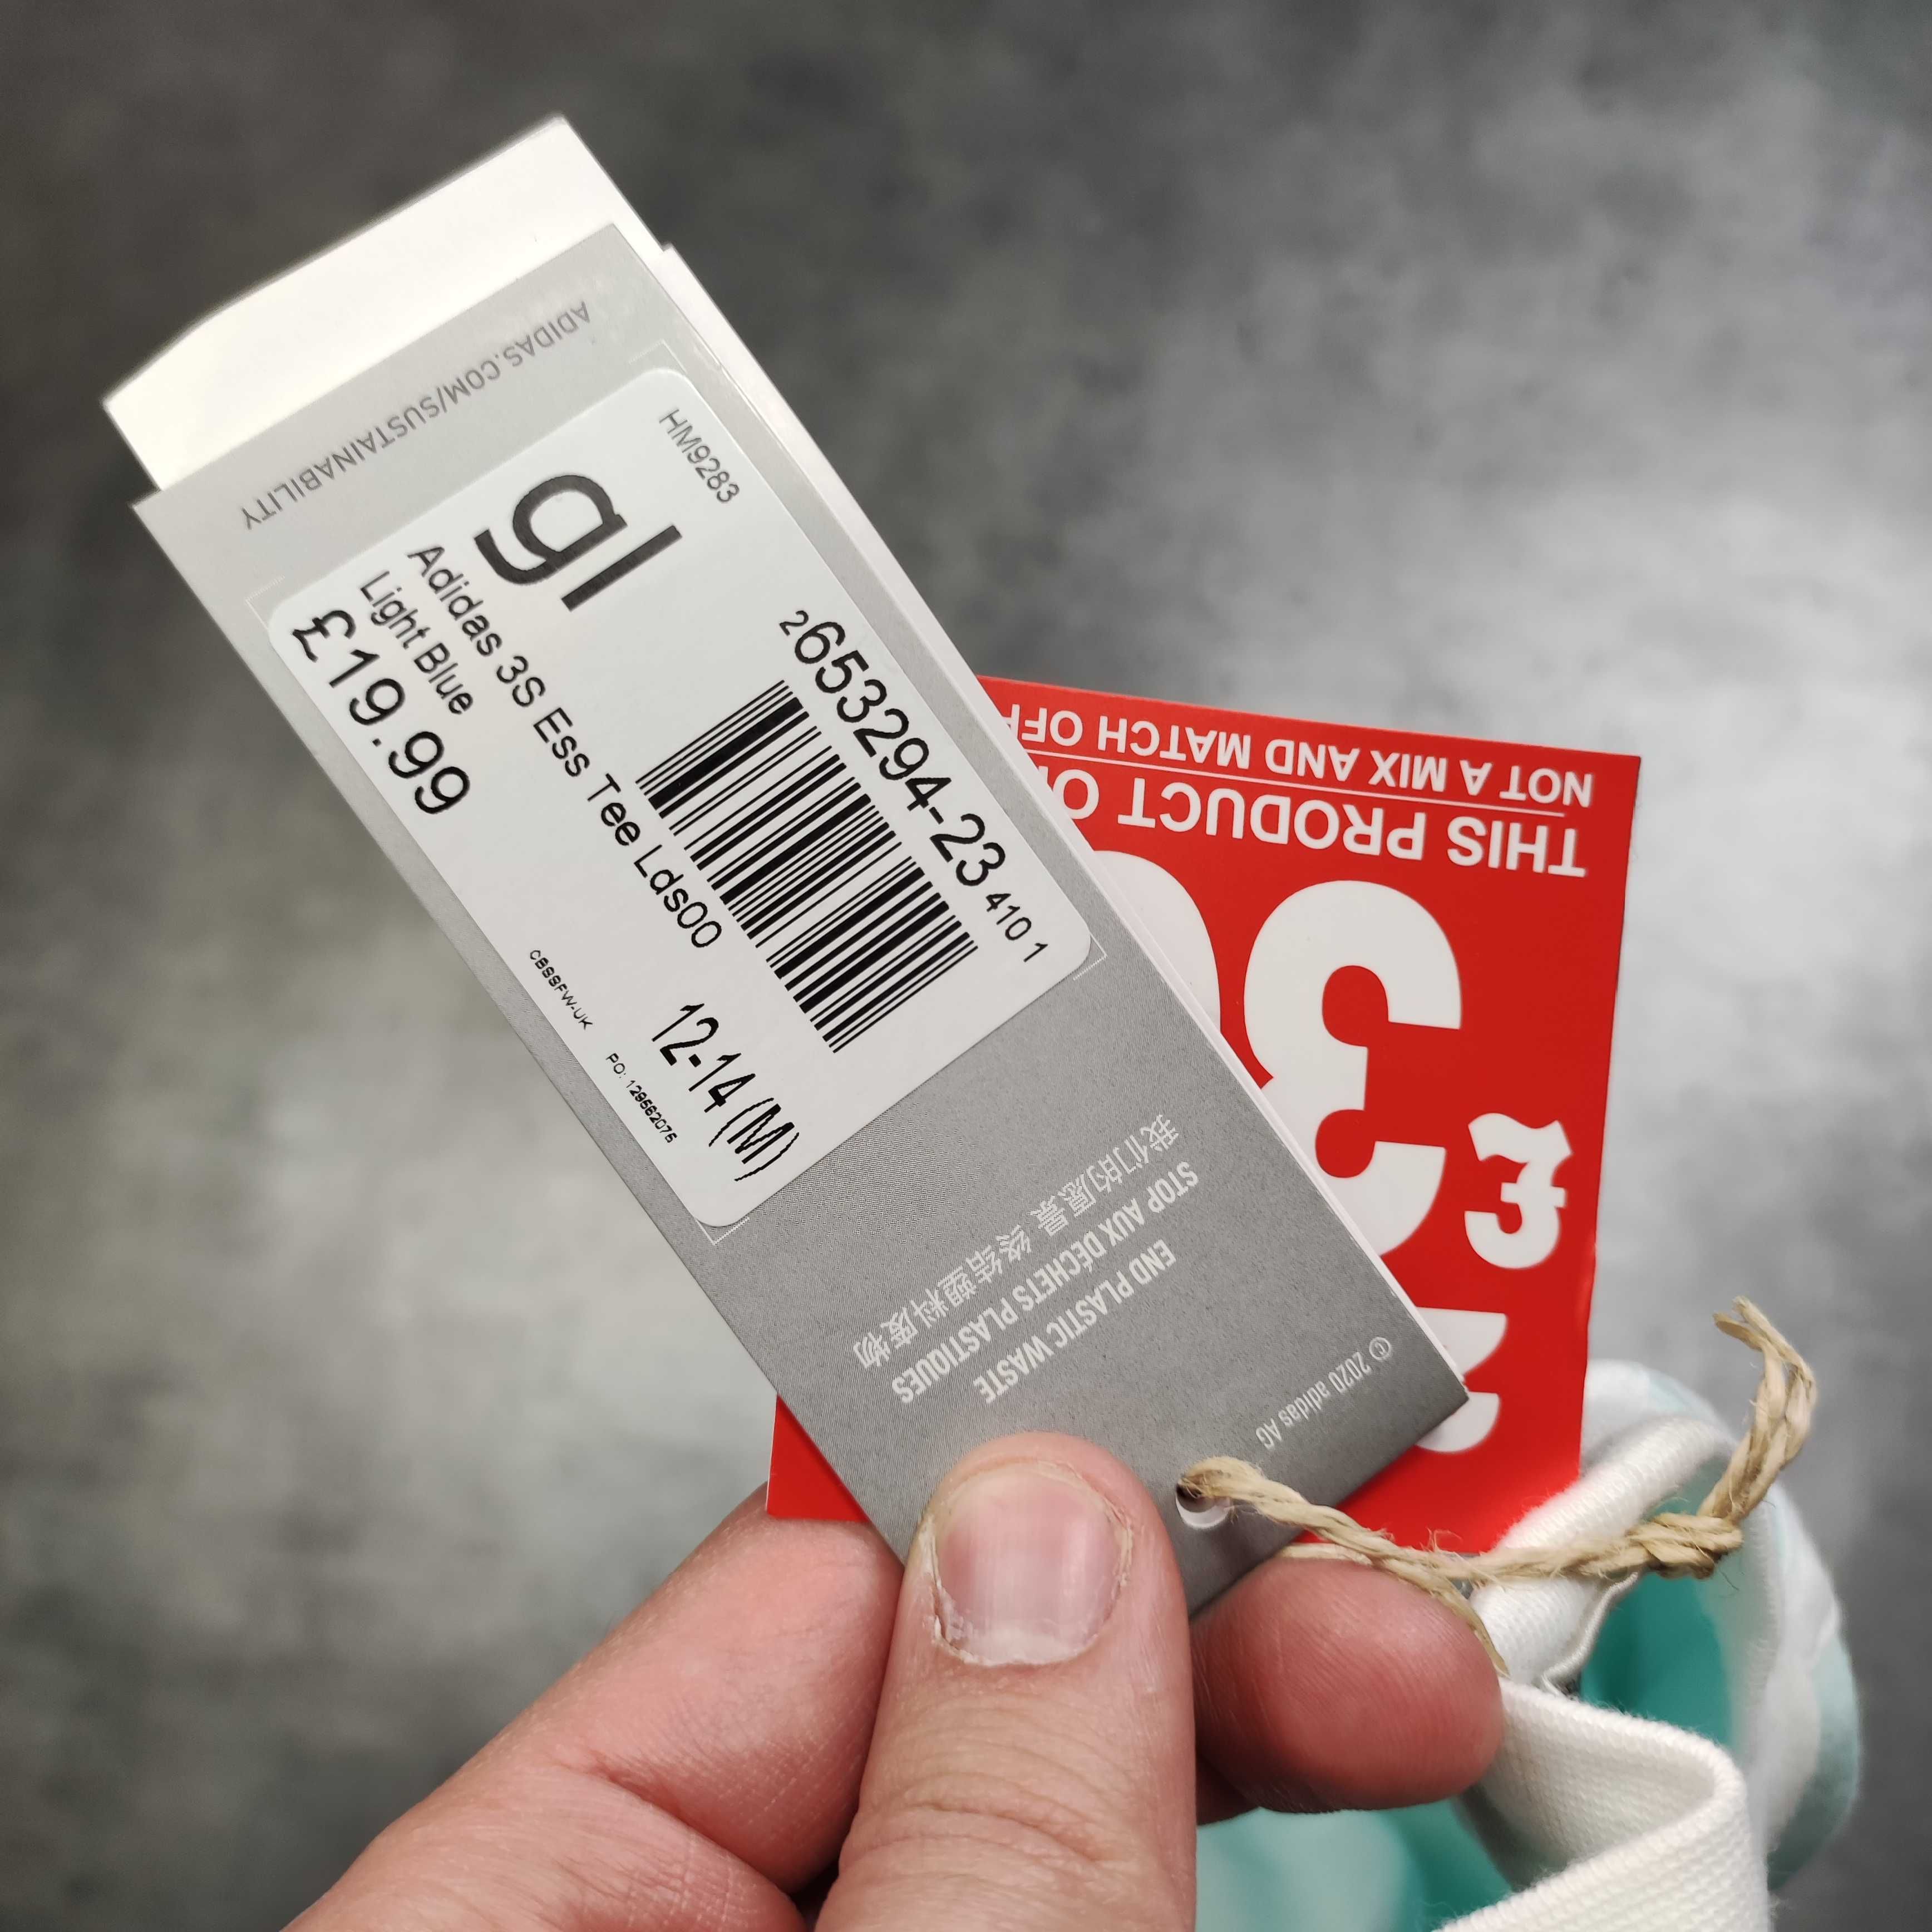 ADIDAS.COM/SUSTAINABILITY
HM9283
gl
265329​4-23 410 1
Adidas 3S Ess Tee Lds00
Light Blue
£19.99
12-14 (M)
CBSSFW-UK
PO: 129562075
我们的愿景 终结塑料废物
STOP AUX DÉCHETS PLASTIQUES
END PLASTIC WASTE
© 2020 adidas AG
£
THIS PRODUCT
NOT A MIX AND MATCH